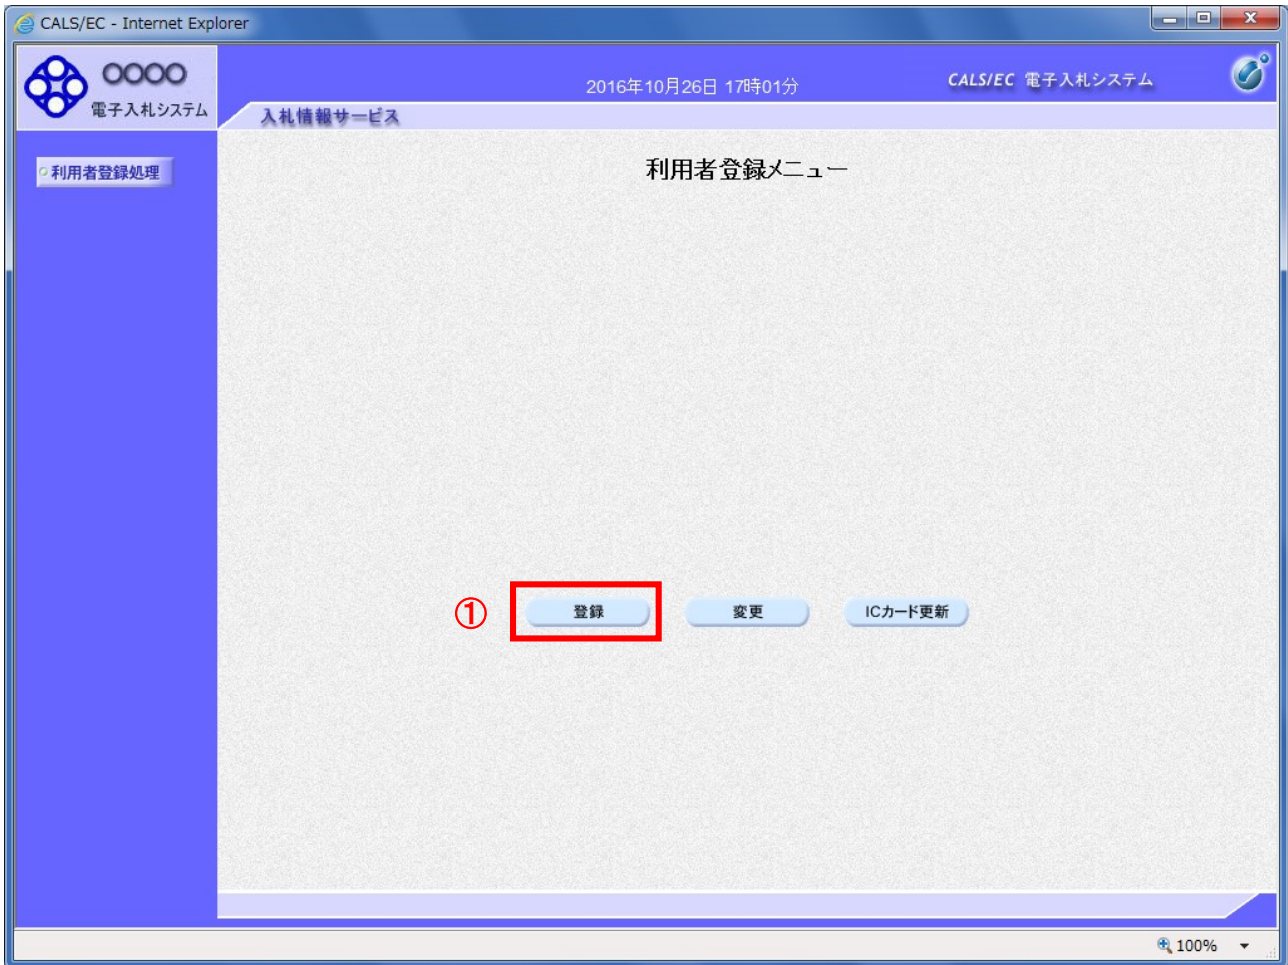 CALS/EC - Internet Explorer
○○○○
電子入札システム
2016年10月26日 17時01分
CALS/EC 電子入札システム
入札情報サービス
利用者登録処理
利用者登録メニュー
① 登録 変更 ICカード更新
100%